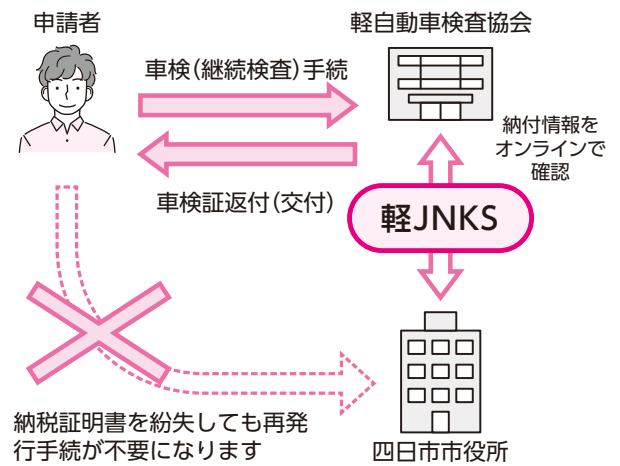 申請者
軽自動車検査協会
車検(継続検査)手続
納付情報を
オンラインで
確認
車検証返付(交付)
軽JNKS
納税証明書を紛失しても再発
行手続が不要になります
四日市市役所